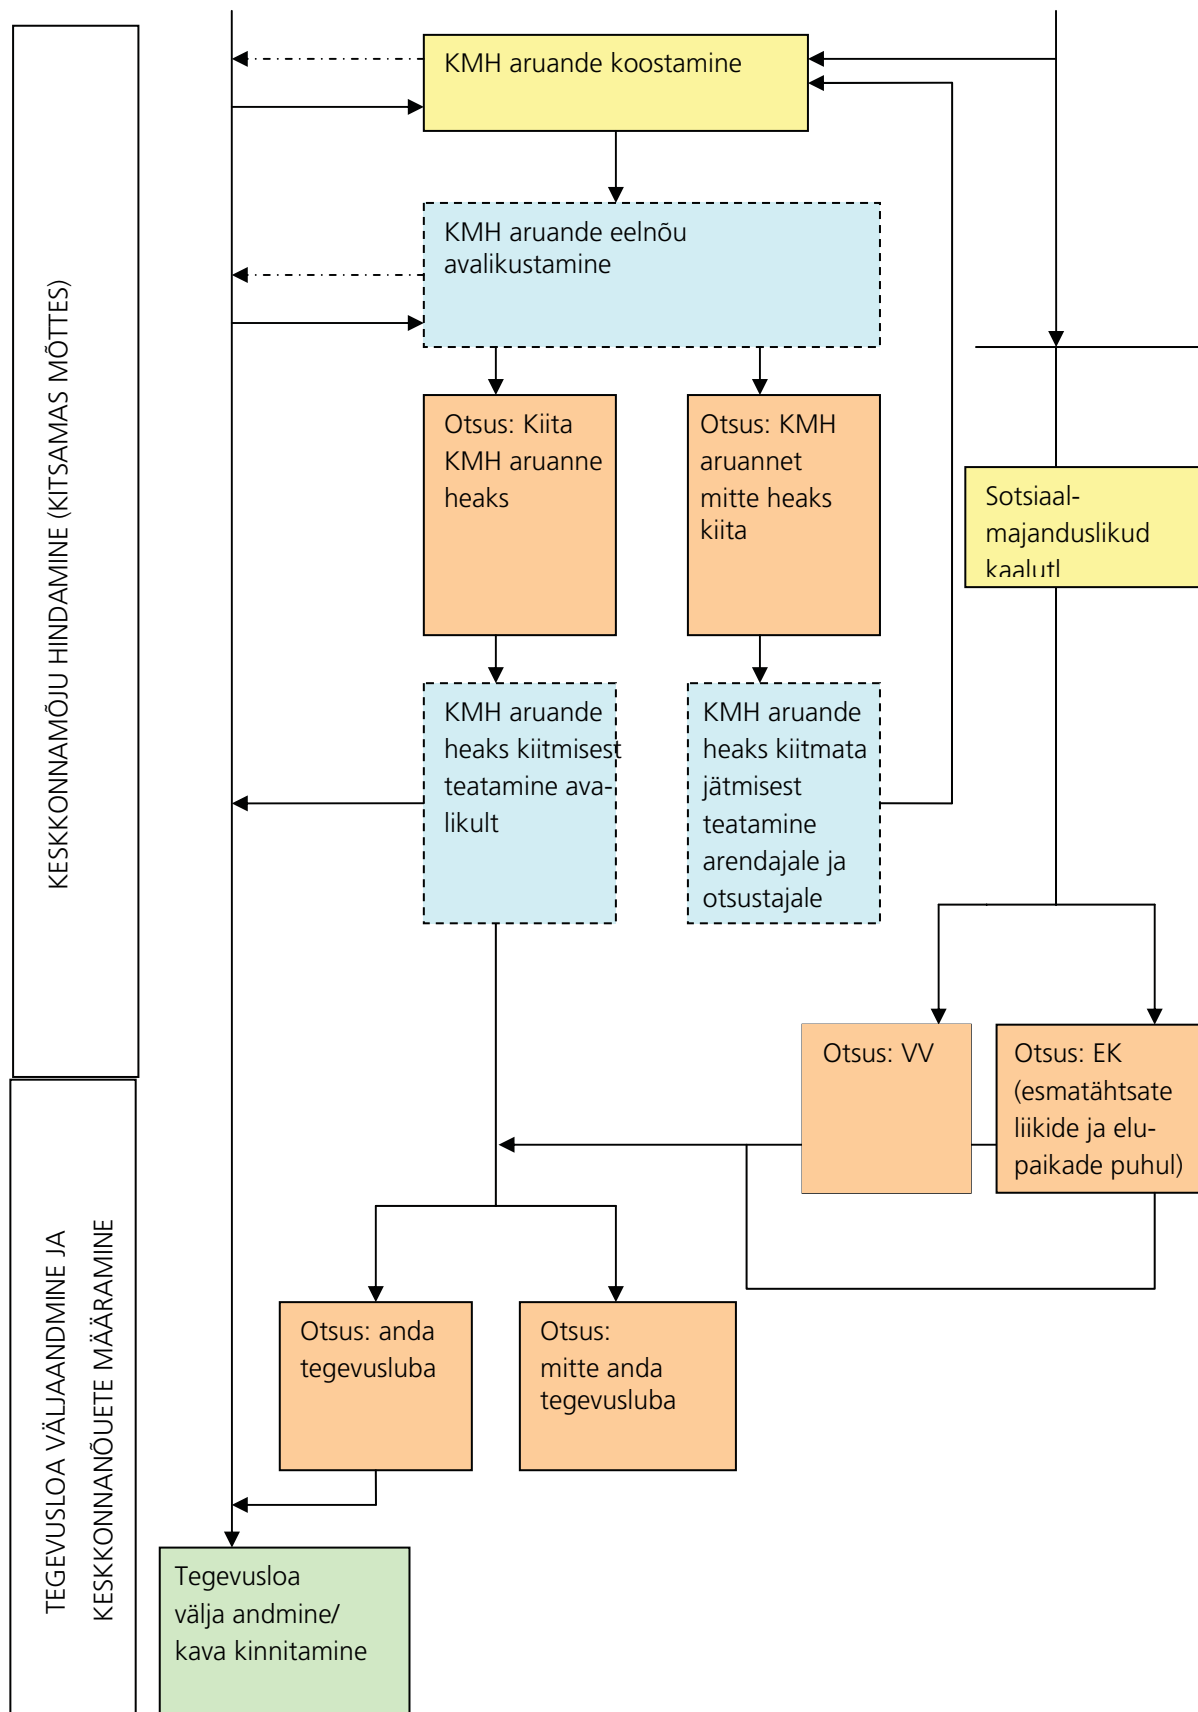 KESKKONNAMÕJU HINDAMINE (KITSAMAS MÕTTES)
KMH aruande koostamine
KMH aruande eelnõu
avalikustamine
Otsus: Kiita
KMH aruanne
heaks
Otsus: KMH
aruannet
mitte heaks
kiita
Sotsiaal-
majanduslikud
kaalutl
KMH aruande
heaks kiitmisest
teatamine ava-
likult
KMH aruande
heaks kiitmata
jätmisest
teatamine
arendajale ja
otsustajale
Otsus: VV
Otsus: EK
(esmatähtsate
liikide ja elu-
paikade puhul)
TEGEVUSLOA VÄLJAANDMINE JA
KESKKONNANÕUETE MÄÄRAMINE
Otsus: anda
tegevusluba
Otsus:
mitte anda
tegevusluba
Tegevusloa
välja andmine/
kava kinnitamine